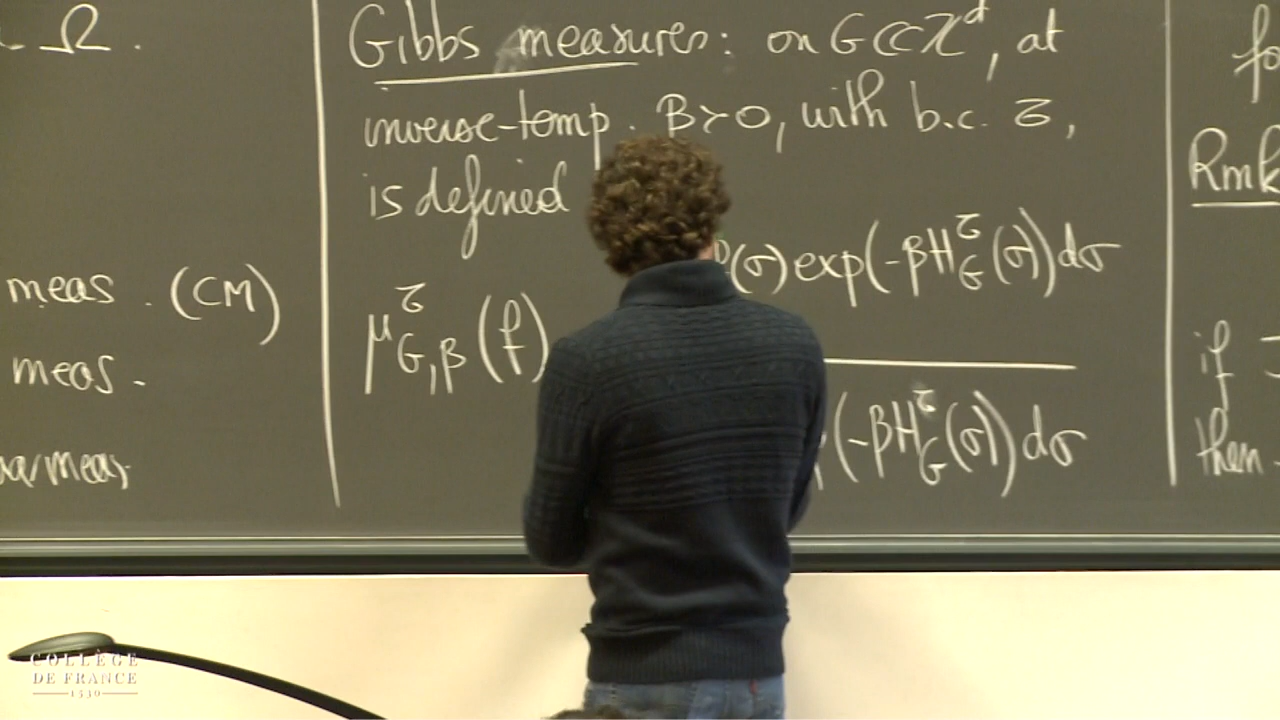 Ω.
meas. (CM)
meas.
Gibbs measures: on G⊂⊂ℤ^d, at
inverse-temp. β>0, with b.c. τ,
is defined
μ^τ_{G,β}(f)
(σ)exp(-βH^τ_G(σ))dσ
(-βH^τ_G(σ))dσ
Rmk
if
then
COLLÈGE
DE FRANCE
1530